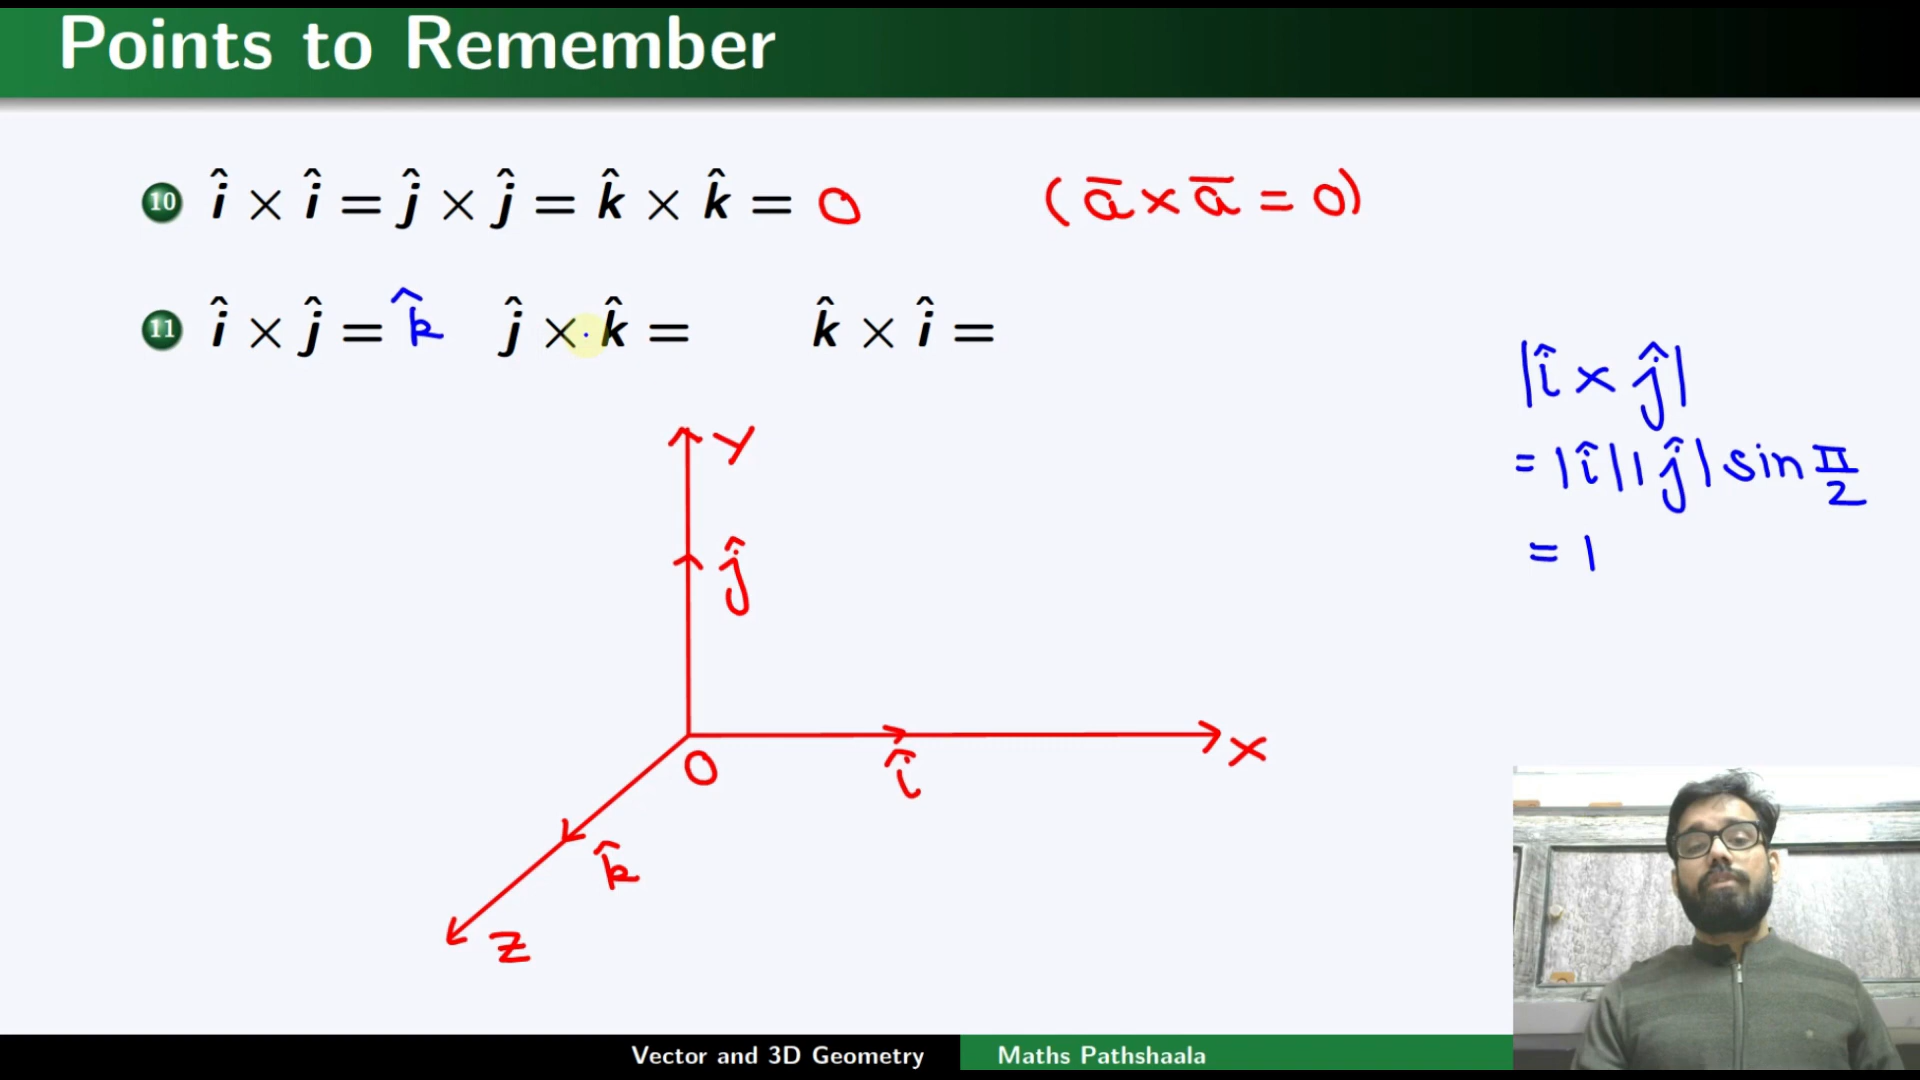 Points to Remember
10 î × î = ĵ × ĵ = k̂ × k̂ = 0 (ā × ā = 0)
11 î × ĵ = k̂ ĵ × k̂ = k̂ × î =
|î × ĵ|
= |î||ĵ| sin π/2
= 1
Y
ĵ
O
î
X
k̂
Z
Vector and 3D Geometry
Maths Pathshaala